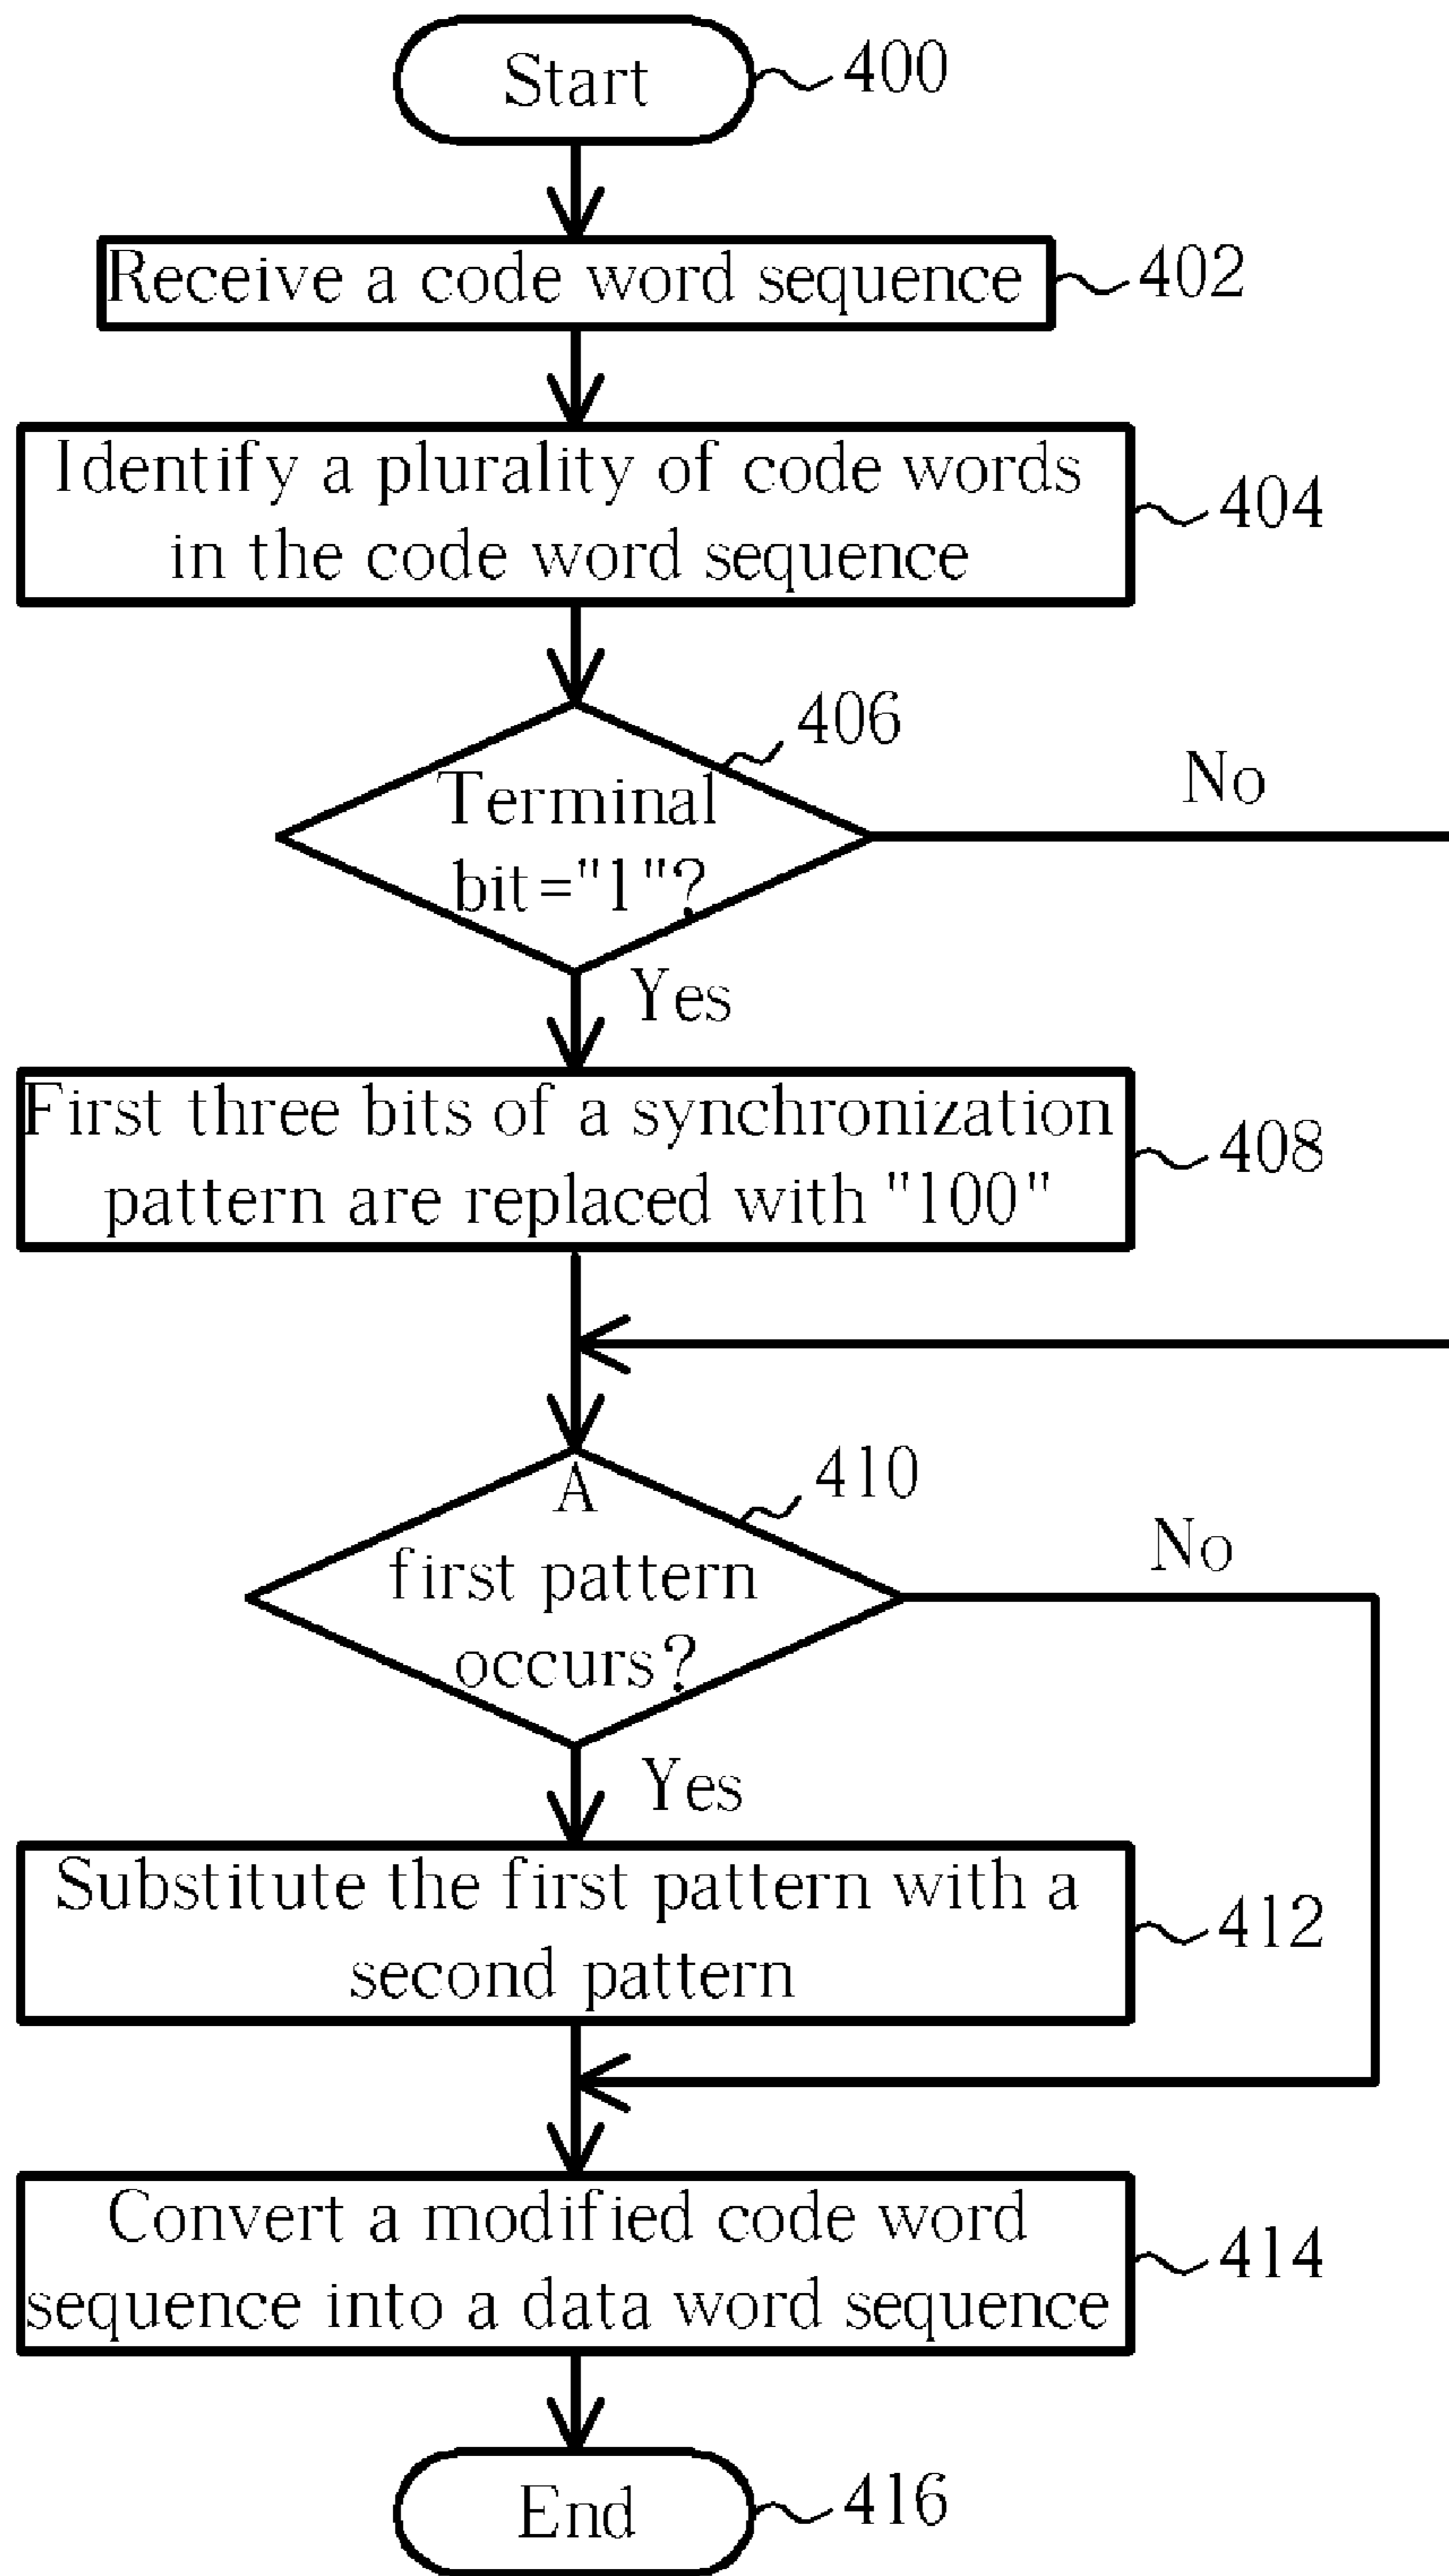 Start
400
Receive a code word sequence
402
Identify a plurality of code words
in the code word sequence
404
406
Terminal
bit="1"?
No
Yes
First three bits of a synchronization
pattern are replaced with "100"
408
410
A
first pattern
occurs?
No
Yes
Substitute the first pattern with a
second pattern
412
Convert a modified code word
sequence into a data word sequence
414
End
416